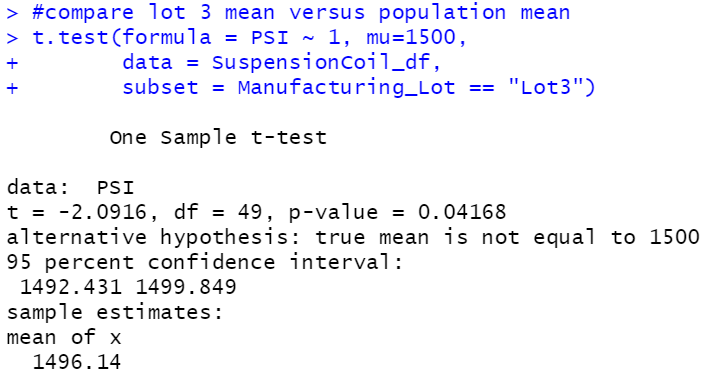 > #compare lot 3 mean versus population mean
> t.test(formula = PSI ~ 1, mu=1500,
+        data = SuspensionCoil_df,
+        subset = Manufacturing_Lot == "Lot3")
One Sample t-test
data:  PSI
t = -2.0916, df = 49, p-value = 0.04168
alternative hypothesis: true mean is not equal to 1500
95 percent confidence interval:
1492.431 1499.849
sample estimates:
mean of x
1496.14